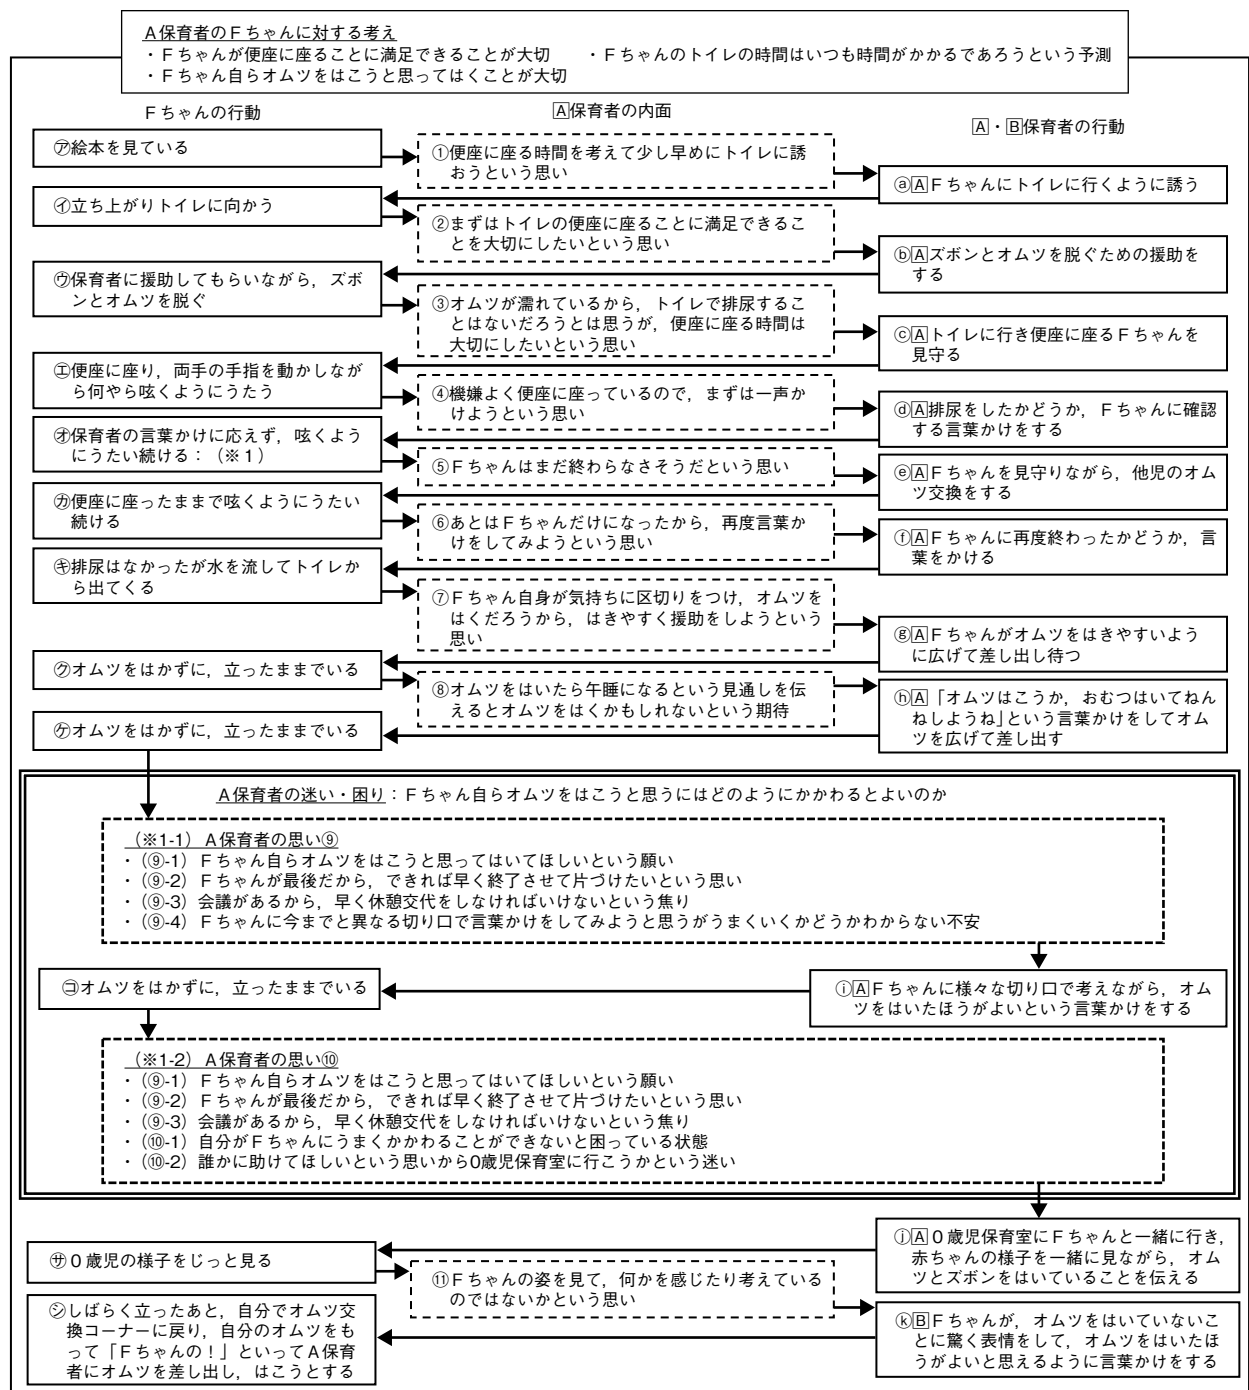 A保育者のFちゃんに対する考え
・Fちゃんが便座に座ることに満足できることが大切　・Fちゃんのトイレの時間はいつも時間がかかるであろうという予測
・Fちゃん自らオムツをはこうと思ってはくことが大切
Fちゃんの行動
A保育者の内面
A・B保育者の行動
㋐絵本を見ている
①便座に座る時間を考えて少し早めにトイレに誘
おうという思い
ⓐAFちゃんにトイレに行くように誘う
㋑立ち上がりトイレに向かう
②まずはトイレの便座に座ることに満足できるこ
とを大切にしたいという思い
ⓑAズボンとオムツを脱ぐための援助を
する
㋒保育者に援助してもらいながら，ズボ
ンとオムツを脱ぐ
③オムツが濡れているから，トイレで排尿するこ
とはないだろうとは思うが，便座に座る時間は
大切にしたいという思い
ⓒAトイレに行き便座に座るFちゃんを
見守る
㋓便座に座り，両手の手指を動かしなが
ら何やら呟くようにうたう
④機嫌よく便座に座っているので，まずは一声か
けようという思い
ⓓA排尿をしたかどうか，Fちゃんに確認
する言葉かけをする
㋔保育者の言葉かけに応えず，呟くよう
にうたい続ける：（※1）
⑤Fちゃんはまだ終わらなさそうだという思い
ⓔAFちゃんを見守りながら，他児のオム
ツ交換をする
㋕便座に座ったままで呟くようにうたい
続ける
⑥あとはFちゃんだけになったから，再度言葉か
けをしてみようという思い
ⓕAFちゃんに再度終わったかどうか，言
葉をかける
㋖排尿はなかったが水を流してトイレか
ら出てくる
⑦Fちゃん自身が気持ちに区切りをつけ，オムツを
はくだろうから，はきやすく援助をしようという
思い
ⓖAFちゃんがオムツをはきやすいよう
に広げて差し出し待つ
㋗オムツをはかずに，立ったままでいる
⑧オムツをはいたら午睡になるという見通しを伝
えるとオムツをはくかもしれないという期待
ⓗA「オムツはこうか，おむつはいてねん
ねしようね」という言葉かけをしてオム
ツを広げて差し出す
㋘オムツをはかずに，立ったままでいる
A保育者の迷い・困り：Fちゃん自らオムツをはこうと思うにはどのようにかかわるとよいのか
（※1-1）A保育者の思い⑨
・（⑨-1）Fちゃん自らオムツをはこうと思ってはいてほしいという願い
・（⑨-2）Fちゃんが最後だから，できれば早く終了させて片づけたいという思い
・（⑨-3）会議があるから，早く休憩交代をしなければいけないという焦り
・（⑨-4）Fちゃんに今までと異なる切り口で言葉かけをしてみようと思うがうまくいくかどうかわからない不安
㋙オムツをはかずに，立ったままでいる
ⓘAFちゃんに様々な切り口で考えながら，オム
ツをはいたほうがよいという言葉かけをする
（※1-2）A保育者の思い⑩
・（⑨-1）Fちゃん自らオムツをはこうと思ってはいてほしいという願い
・（⑨-2）Fちゃんが最後だから，できれば早く終了させて片づけたいという思い
・（⑨-3）会議があるから，早く休憩交代をしなければいけないという焦り
・（⑩-1）自分がFちゃんにうまくかかわることができないと困っている状態
・（⑩-2）誰かに助けてほしいという思いから0歳児保育室に行こうかという迷い
ⓙA０歳児保育室にFちゃんと一緒に行き，
赤ちゃんの様子を一緒に見ながら，オム
ツとズボンをはいていることを伝える
㋚０歳児の様子をじっと見る
⑪Fちゃんの姿を見て，何かを感じたり考えている
のではないかという思い
ⓚBFちゃんが，オムツをはいていないこ
とに驚く表情をして，オムツをはいたほ
うがよいと思えるように言葉かけをする
㋛しばらく立ったあと，自分でオムツ交
換コーナーに戻り，自分のオムツをも
って「Fちゃんの！」といってA保育
者にオムツを差し出し，はこうとする